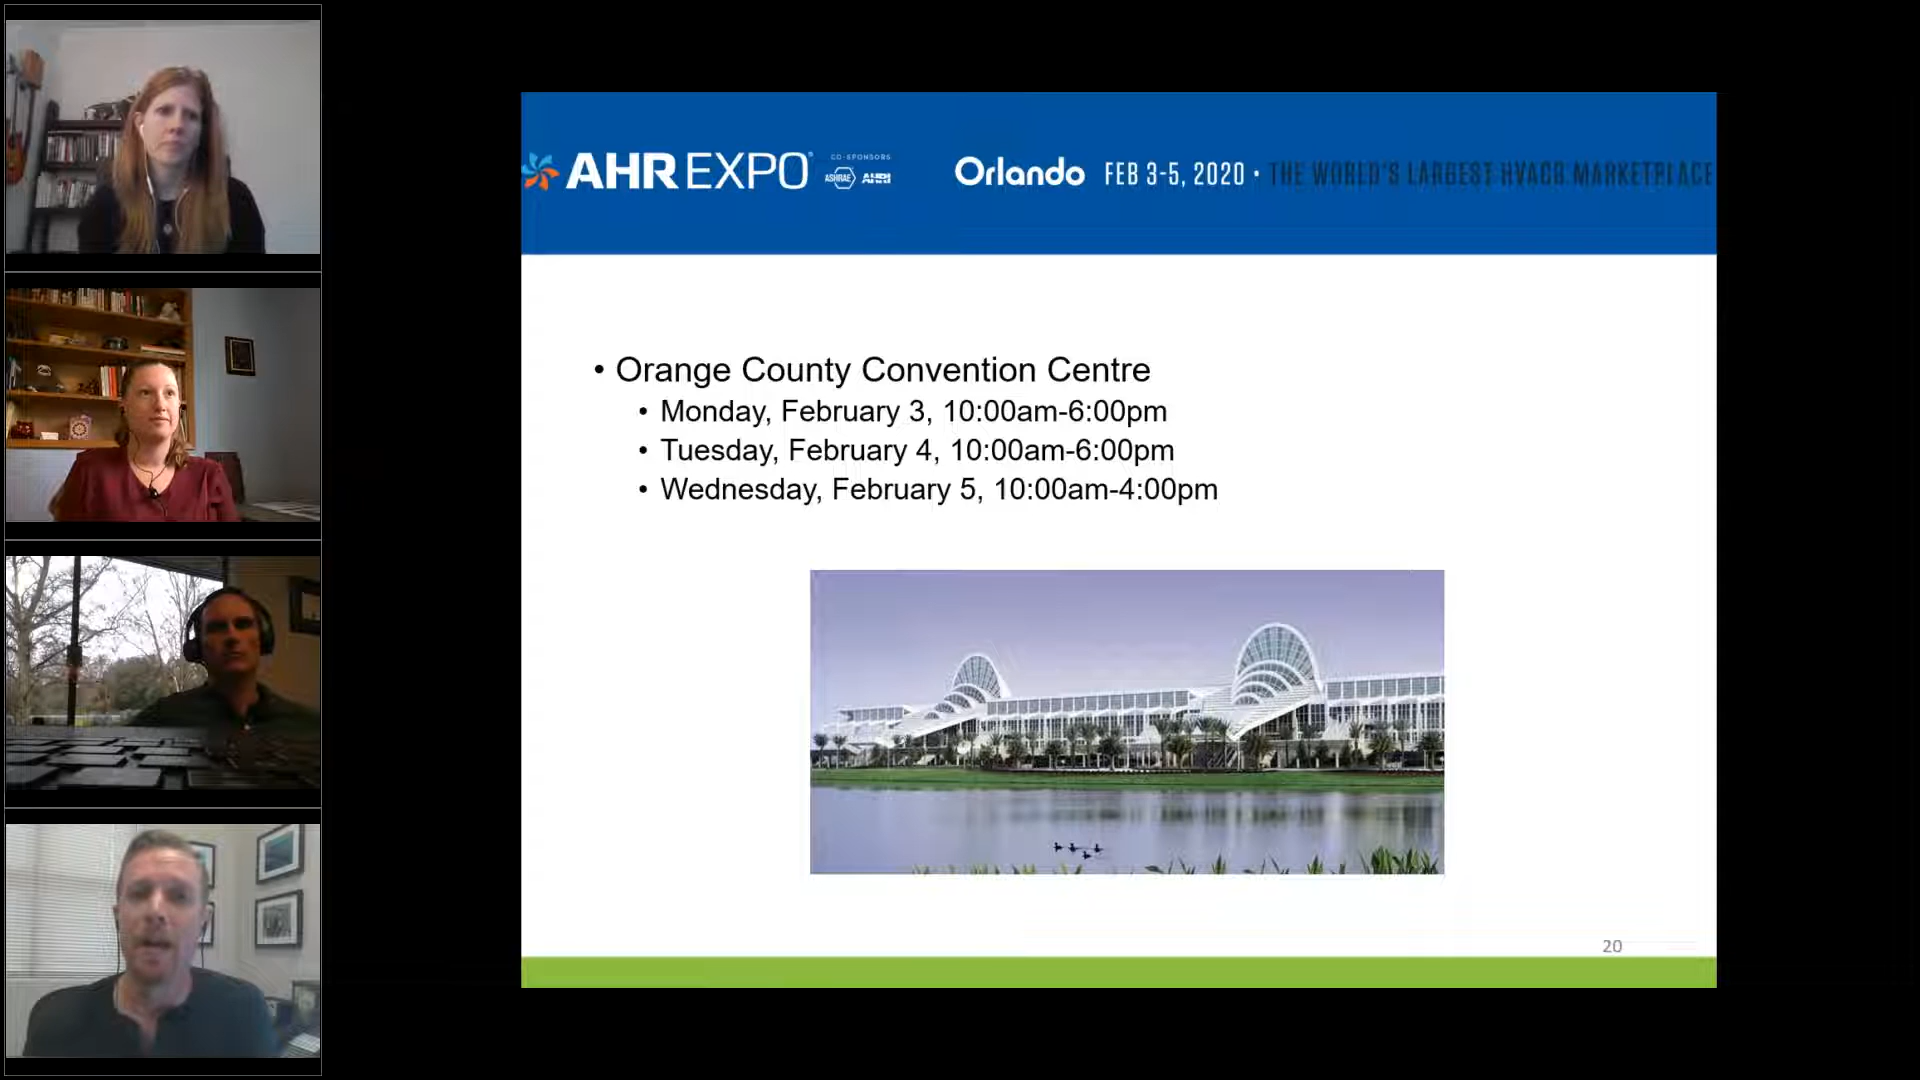 AHR EXPO
CO-SPONSORS
ASHRAE AHRI
Orlando FEB 3-5, 2020 • THE WORLD'S LARGEST HVACR MARKETPLACE
• Orange County Convention Centre
• Monday, February 3, 10:00am-6:00pm
• Tuesday, February 4, 10:00am-6:00pm
• Wednesday, February 5, 10:00am-4:00pm
20